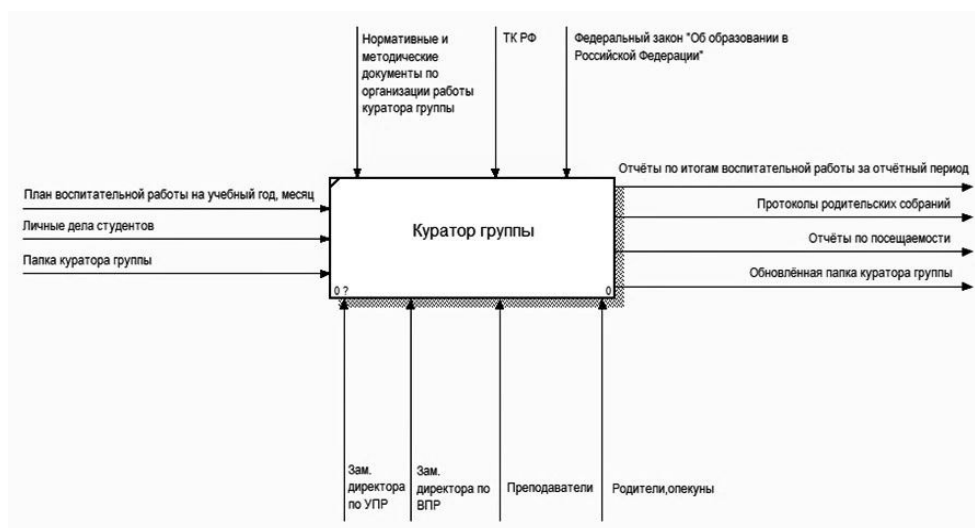 Нормативные и
методические
документы по
организации работы
куратора группы
ТК РФ
Федеральный закон "Об образовании в
Российской Федерации"
План воспитательной работы на учебный год, месяц
Личные дела студентов
Папка куратора группы
Куратор группы
0 ?
0
Отчёты по итогам воспитательной работы за отчётный период
Протоколы родительских собраний
Отчёты по посещаемости
Обновлённая папка куратора группы
Зам.
директора
по УПР
Зам.
директора по
ВПР
Преподаватели
Родители,опекуны